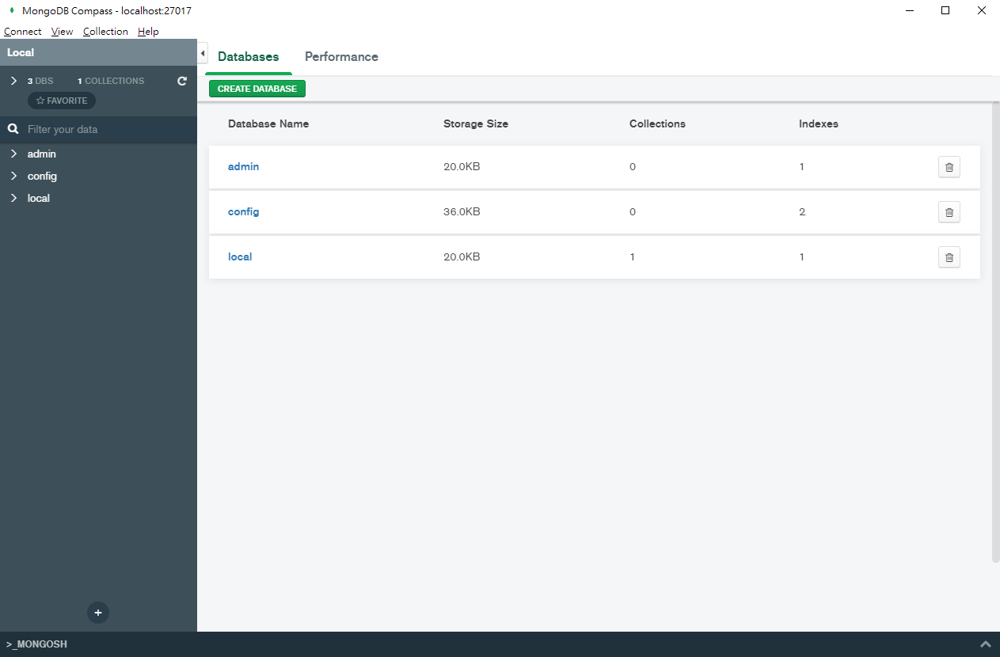 MongoDB Compass - localhost:27017
Connect View Collection Help
Local
3 DBS 1 COLLECTIONS
FAVORITE
Filter your data
admin
config
local
>_MONGOSH
Databases Performance
CREATE DATABASE
Database Name Storage Size Collections Indexes
admin 20.0KB 0 1
config 36.0KB 0 2
local 20.0KB 1 1